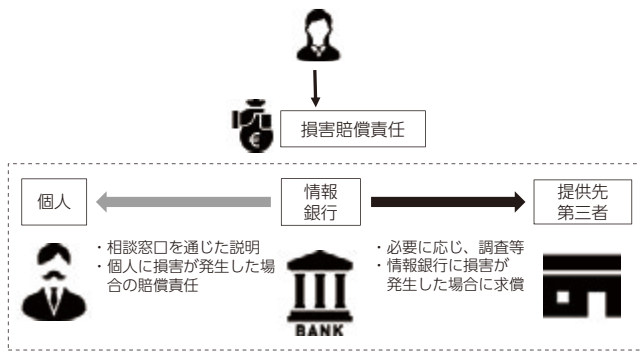 損害賠償責任
個人
情報
銀行
提供先
第三者
・相談窓口を通じた説明
・個人に損害が発生した場
合の賠償責任
・必要に応じ、調査等
・情報銀行に損害が
発生した場合に求償
BANK
€